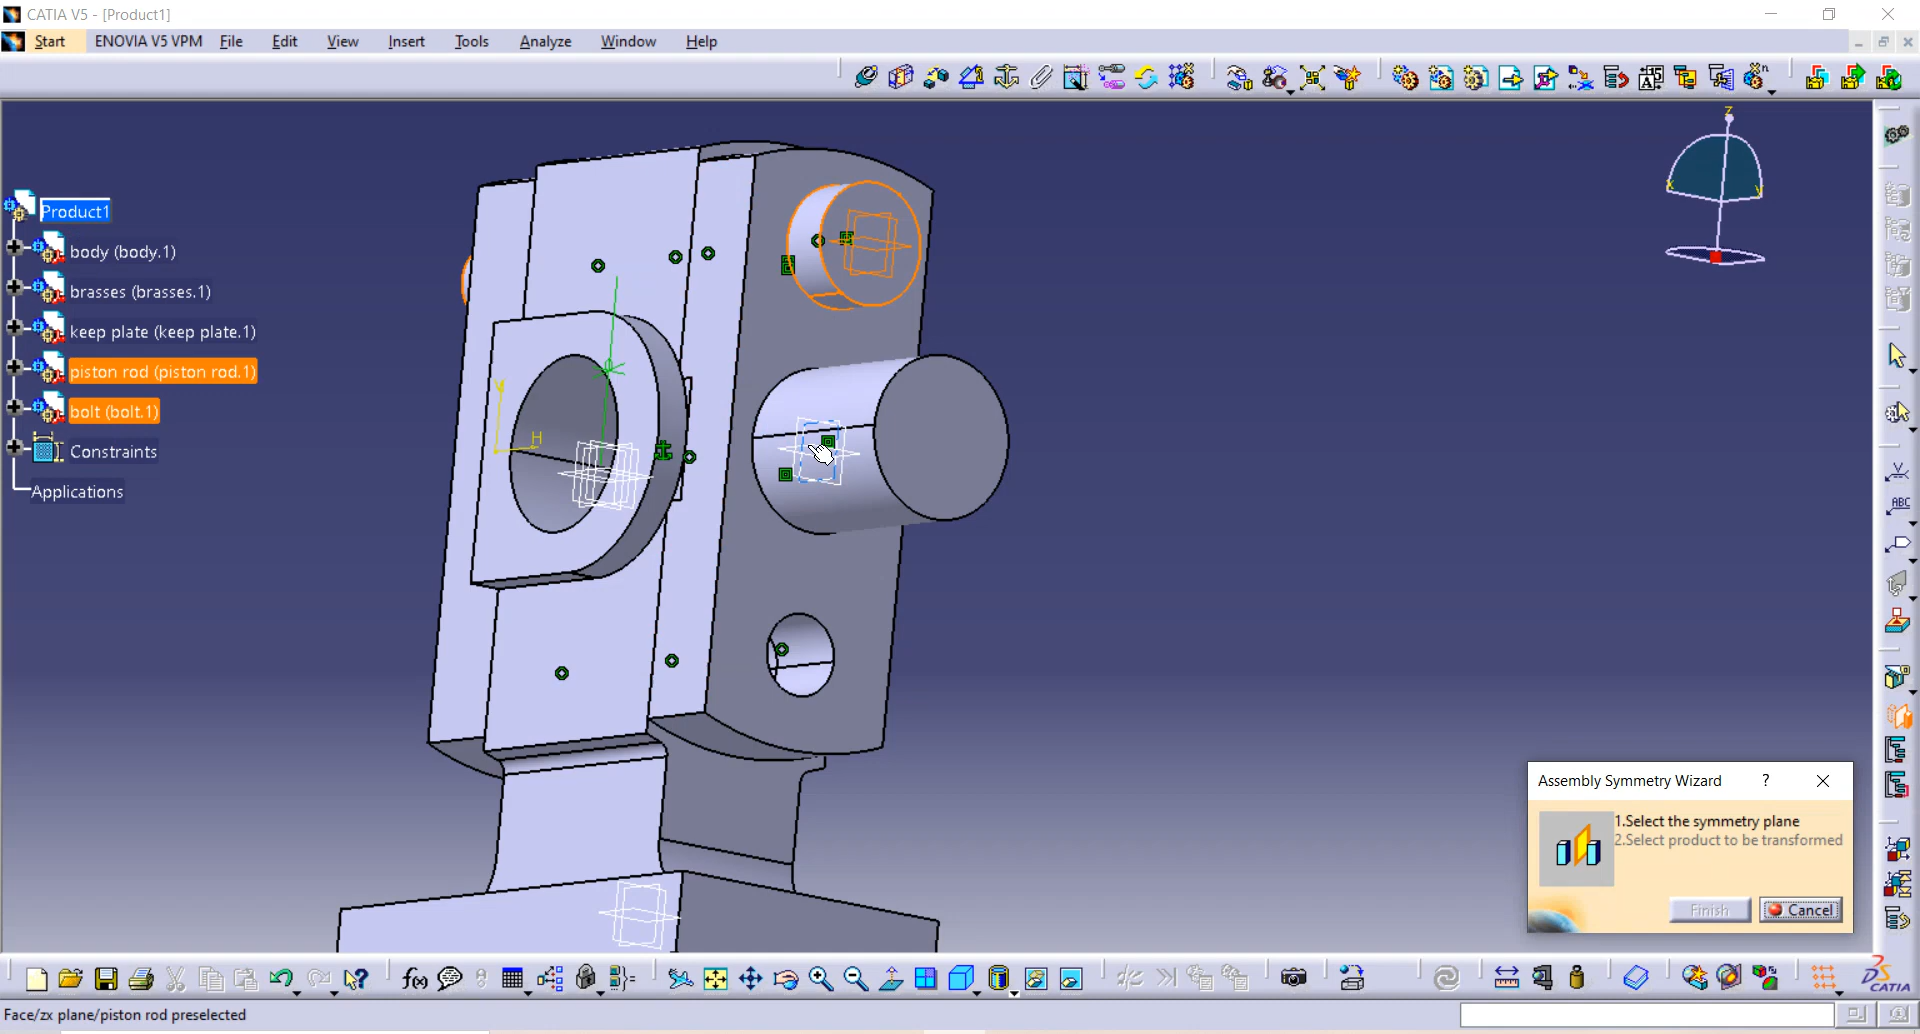 CATIA V5 - [Product1]
Start ENOVIA V5 VPM File Edit View Insert Tools Analyze Window Help
Product1
body (body.1)
brasses (brasses.1)
keep plate (keep plate.1)
piston rod (piston rod.1)
bolt (bolt.1)
Constraints
Applications
z
x
y
V
H
ABC
Assembly Symmetry Wizard ?
1.Select the symmetry plane
2.Select product to be transformed
Finish Cancel
f(x)
CATIA
Face/zx plane/piston rod preselected